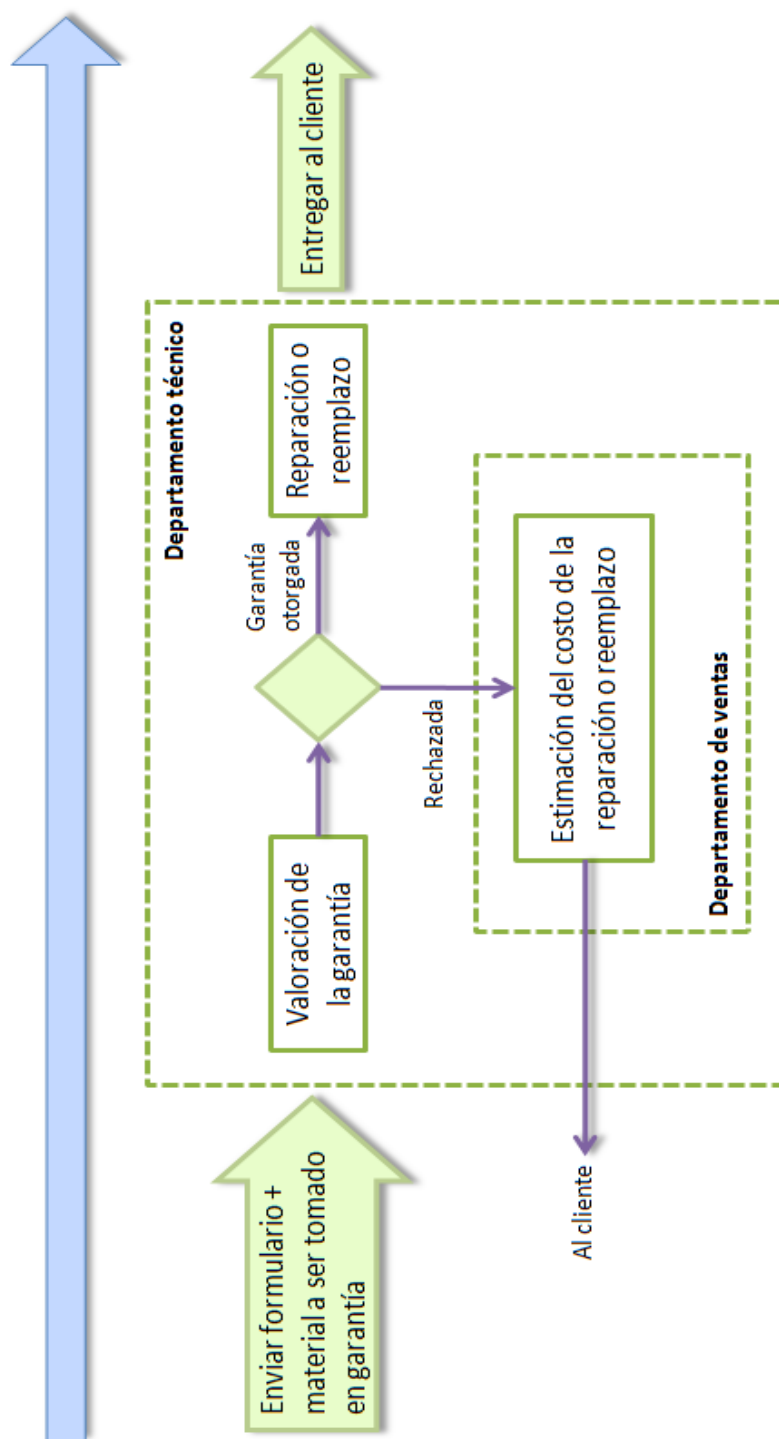 Enviar formulario +
material a ser tomado
en garantía
Departamento técnico
Valoración de
la garantía
Garantía
otorgada
Reparación o
reemplazo
Rechazada
Estimación del costo de la
reparación o reemplazo
Departamento de ventas
Al cliente
Entregar al cliente